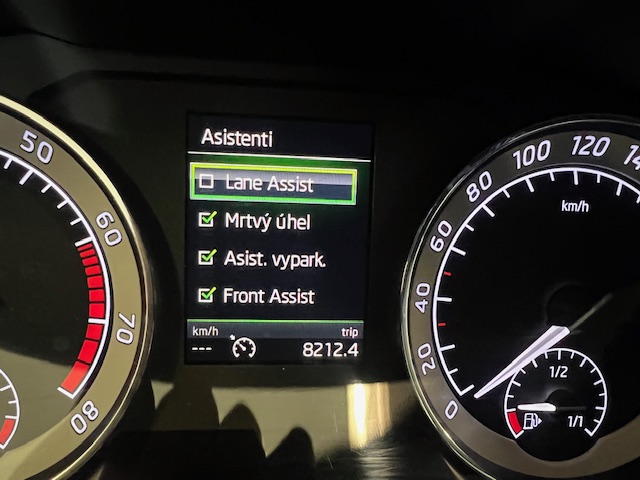 Asistenti
Lane Assist
Mrtvý úhel
Asist. vypark.
Front Assist
km/h trip
--- 8212.4
50
60
70
80
0
20
40
60
80
100
120
km/h
1/2
1/1